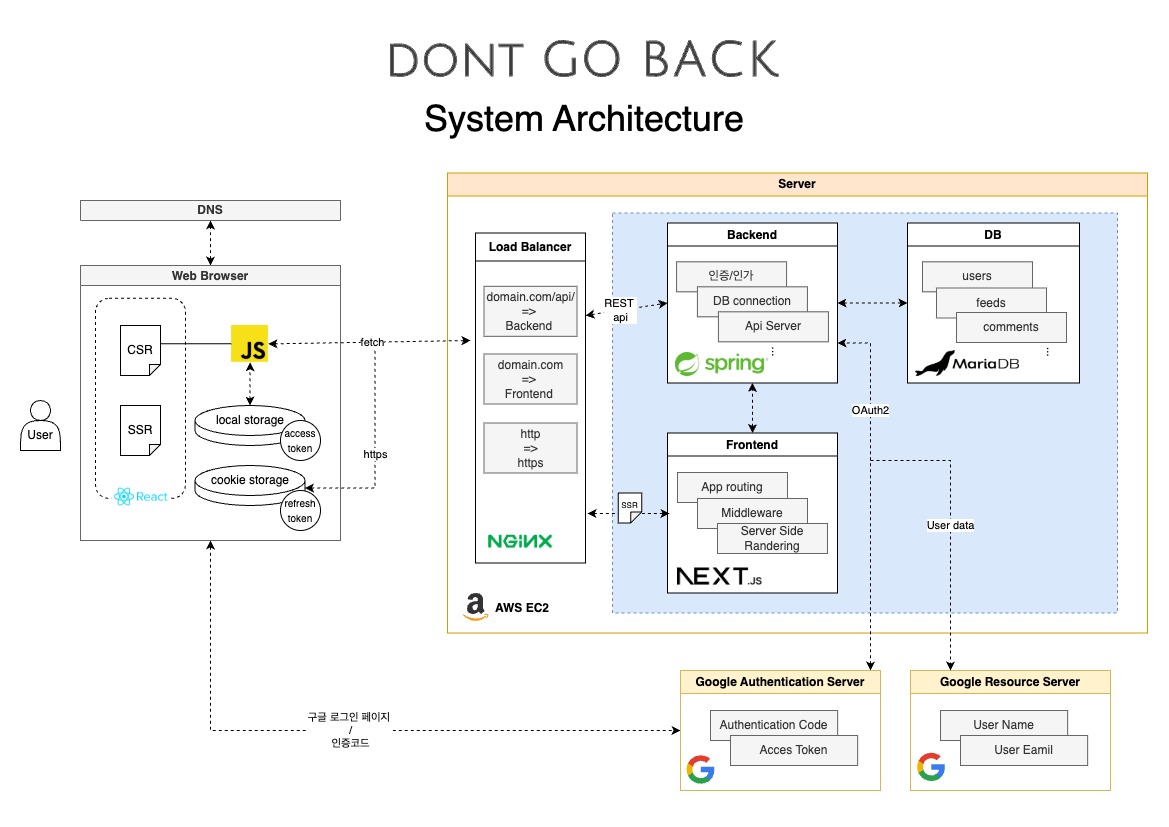 DONT GO BACK
System Architecture
DNS
Web Browser
CSR
SSR
React
JS
local storage
access
token
cookie storage
refresh
token
User
fetch
https
Server
Load Balancer
domain.com/api/
=>
Backend
domain.com
=>
Frontend
http
=>
https
NGINX
AWS EC2
REST
api
SSR
Backend
인증/인가
DB connection
Api Server
spring
Frontend
App routing
Middleware
Server Side
Randering
NEXT.JS
DB
users
feeds
comments
MariaDB
OAuth2
User data
구글 로그인 페이지
/
인증코드
Google Authentication Server
Authentication Code
Acces Token
Google Resource Server
User Name
User Eamil